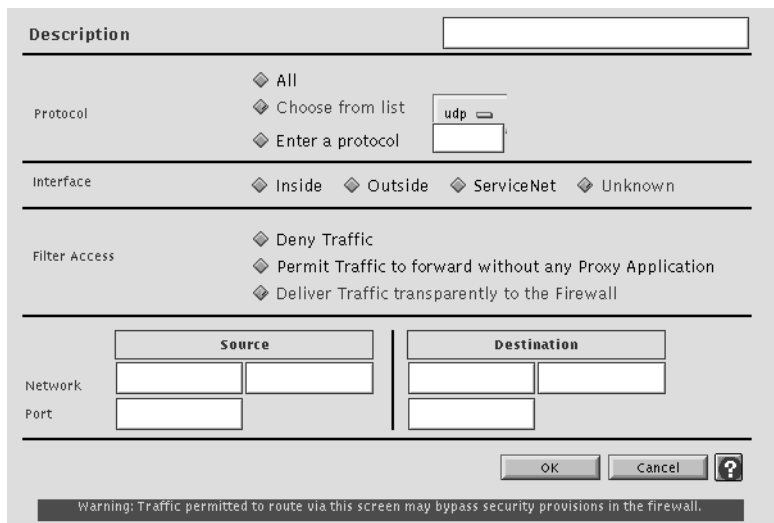 Description
Protocol
All
Choose from list
udp
Enter a protocol
Interface
Inside Outside ServiceNet Unknown
Filter Access
Deny Traffic
Permit Traffic to forward without any Proxy Application
Deliver Traffic transparently to the Firewall
Source Destination
Network
Port
OK Cancel ?
Warning: Traffic permitted to route via this screen may bypass security provisions in the firewall.